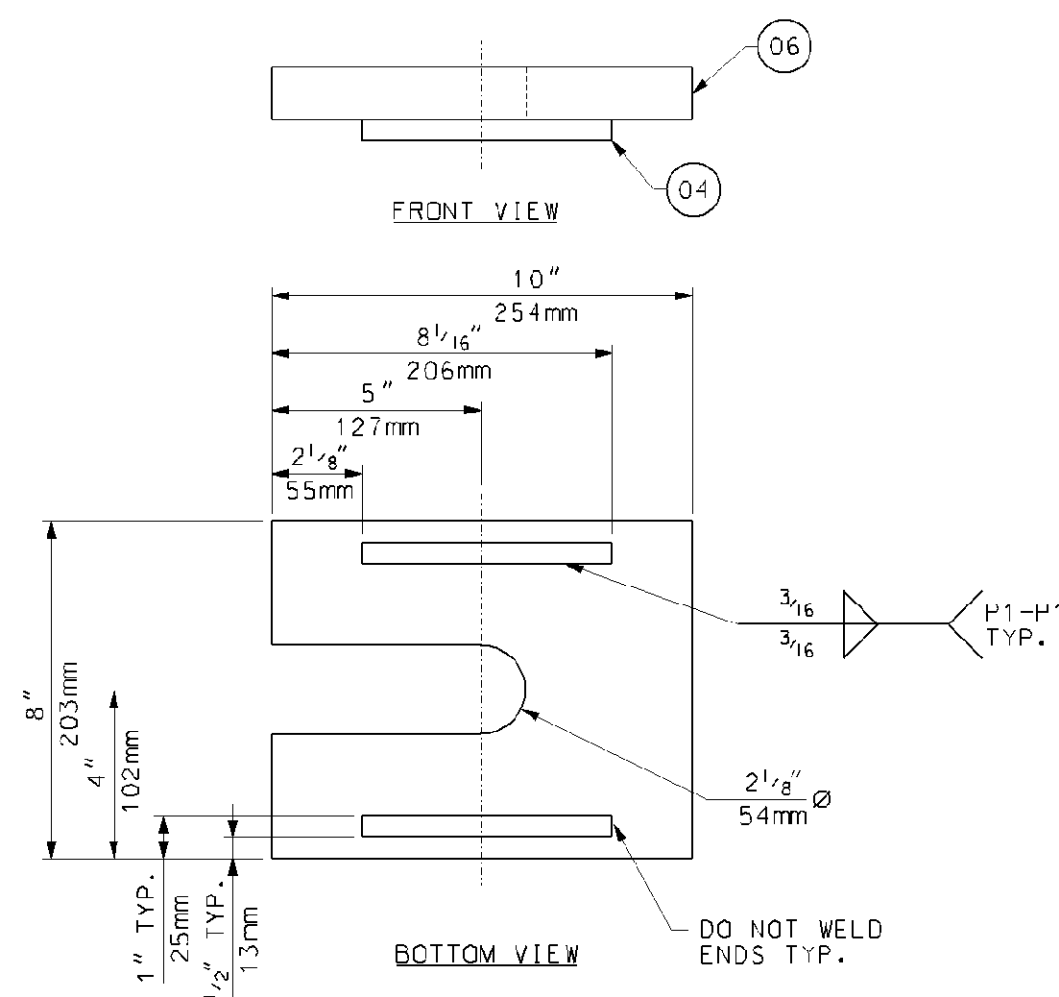 06
04
FRONT VIEW
10"
254mm
8 1/16"
206mm
5"
127mm
2 1/8"
55mm
3/16
3/16
TYP.
8"
203mm
4"
102mm
2 1/8"
54mm Ø
1" TYP.
25mm
1/2" TYP.
13mm
DO NOT WELD
ENDS TYP.
BOTTOM VIEW